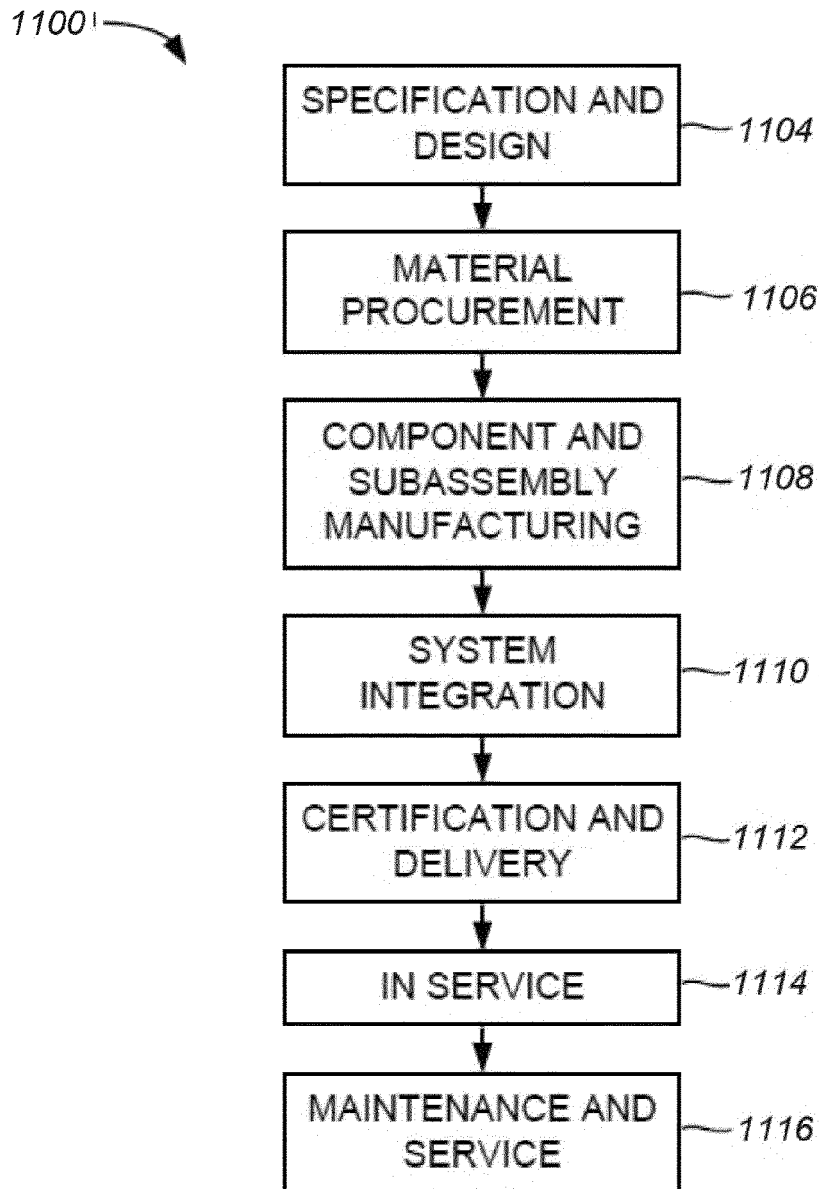 1100
SPECIFICATION AND
DESIGN
1104
MATERIAL
PROCUREMENT
1106
COMPONENT AND
SUBASSEMBLY
MANUFACTURING
1108
SYSTEM
INTEGRATION
1110
CERTIFICATION AND
DELIVERY
1112
IN SERVICE
1114
MAINTENANCE AND
SERVICE
1116